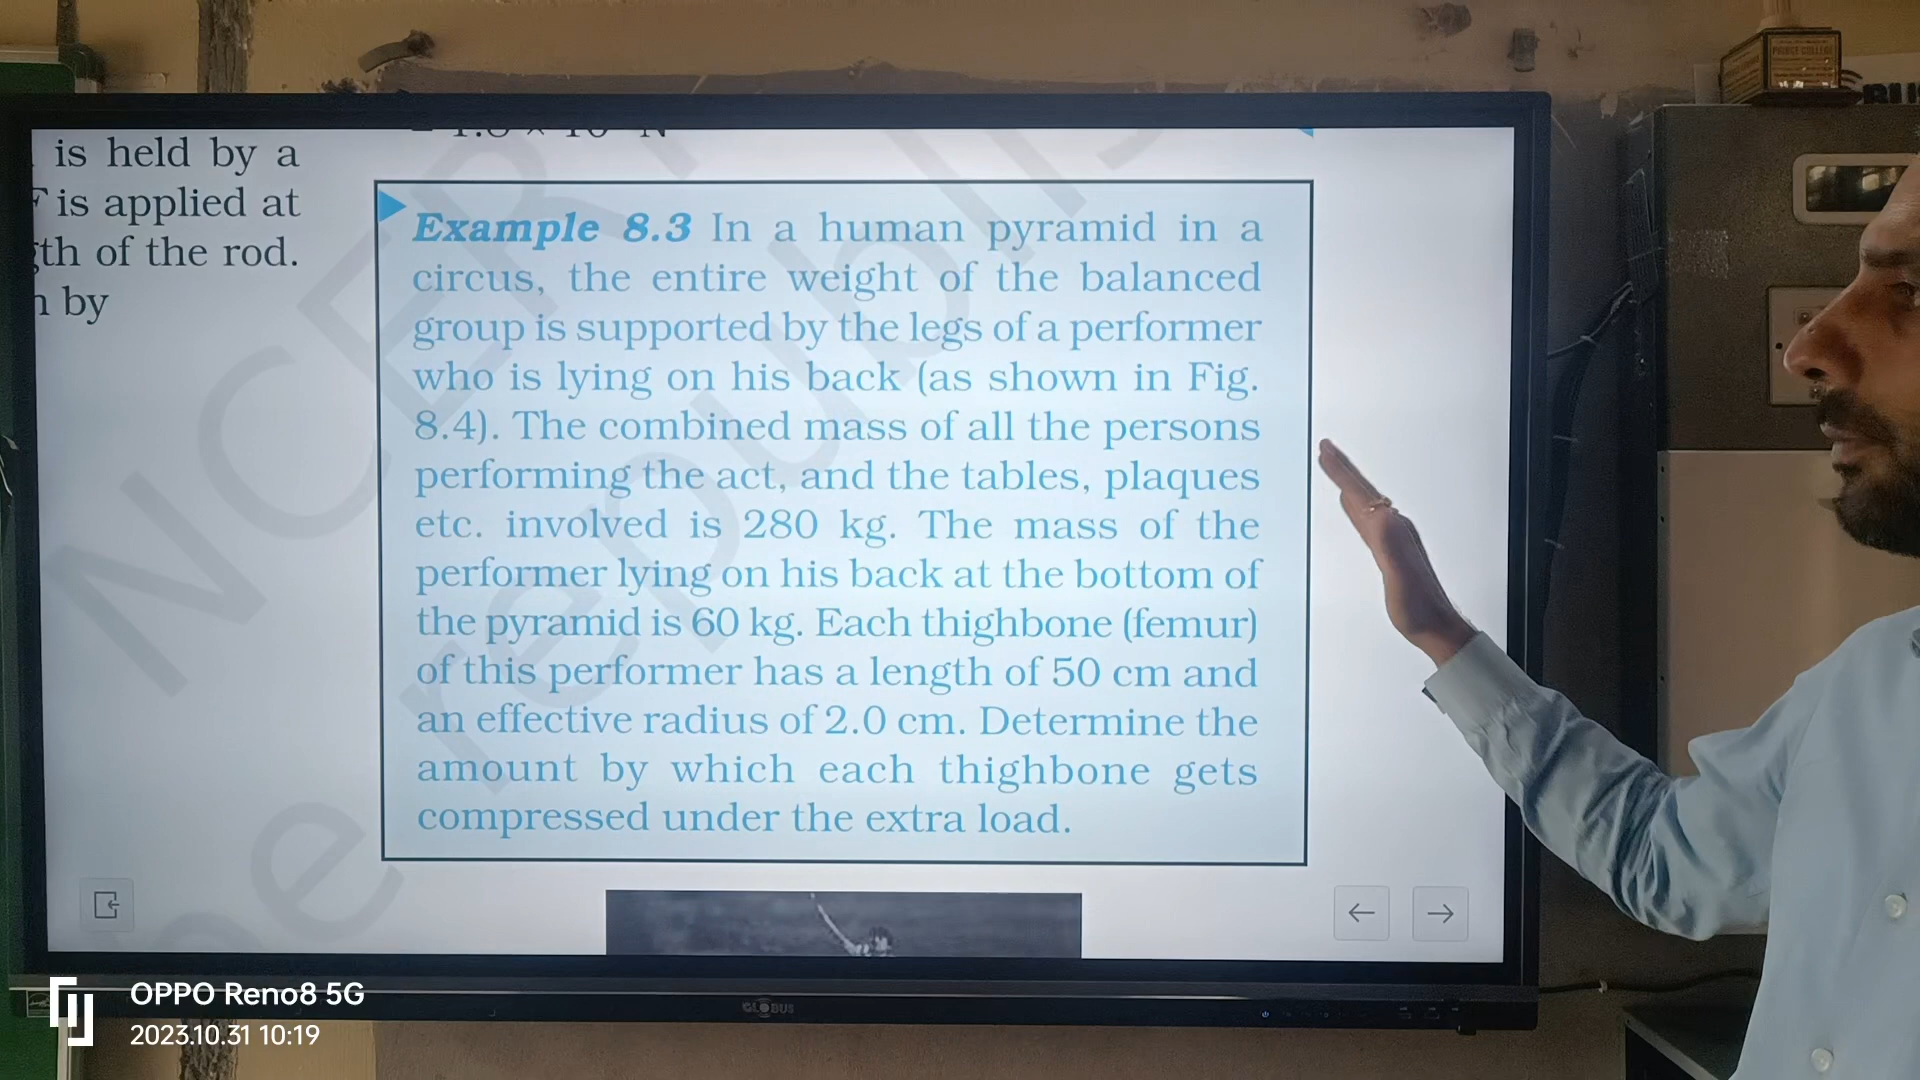 is held by a
F is applied at
th of the rod.
n by
Example 8.3 In a human pyramid in a
circus, the entire weight of the balanced
group is supported by the legs of a performer
who is lying on his back (as shown in Fig.
8.4). The combined mass of all the persons
performing the act, and the tables, plaques
etc. involved is 280 kg. The mass of the
performer lying on his back at the bottom of
the pyramid is 60 kg. Each thighbone (femur)
of this performer has a length of 50 cm and
an effective radius of 2.0 cm. Determine the
amount by which each thighbone gets
compressed under the extra load.
GLOBUS
OPPO Reno8 5G
2023.10.31 10:19